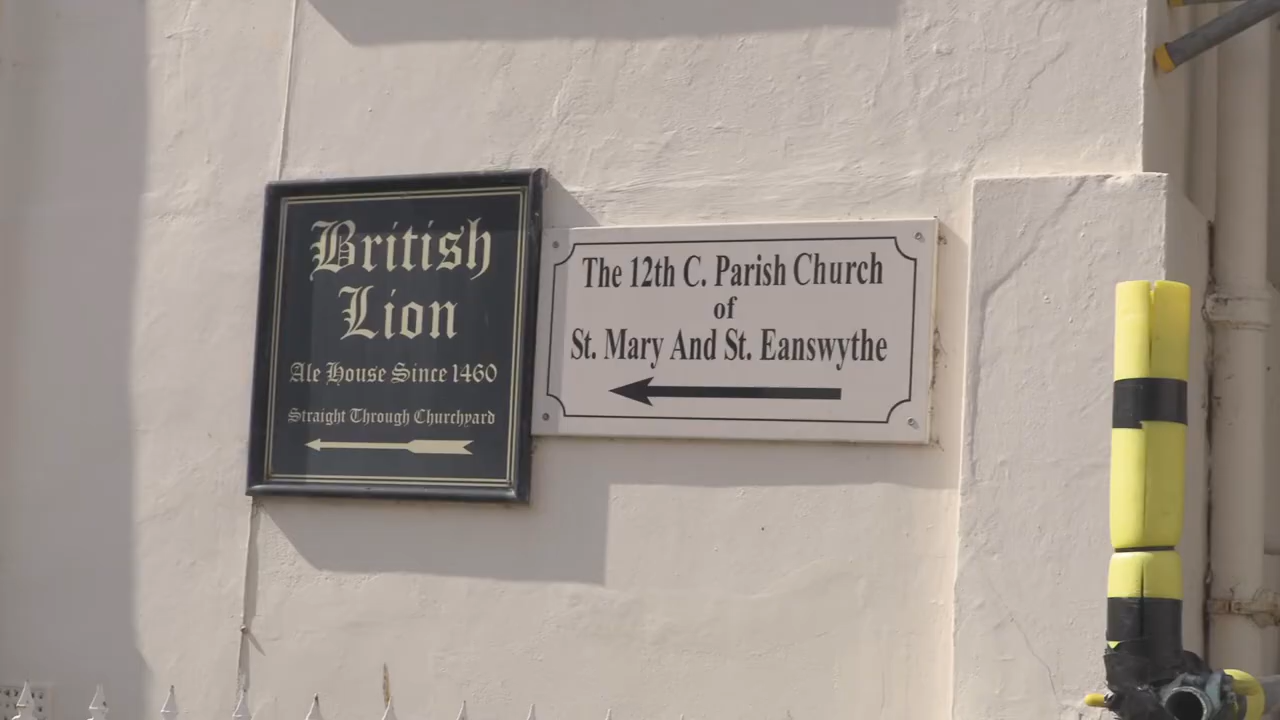 British
Lion
Ale House Since 1460
Straight Through Churchyard
The 12th C. Parish Church
of
St. Mary And St. Eanswythe